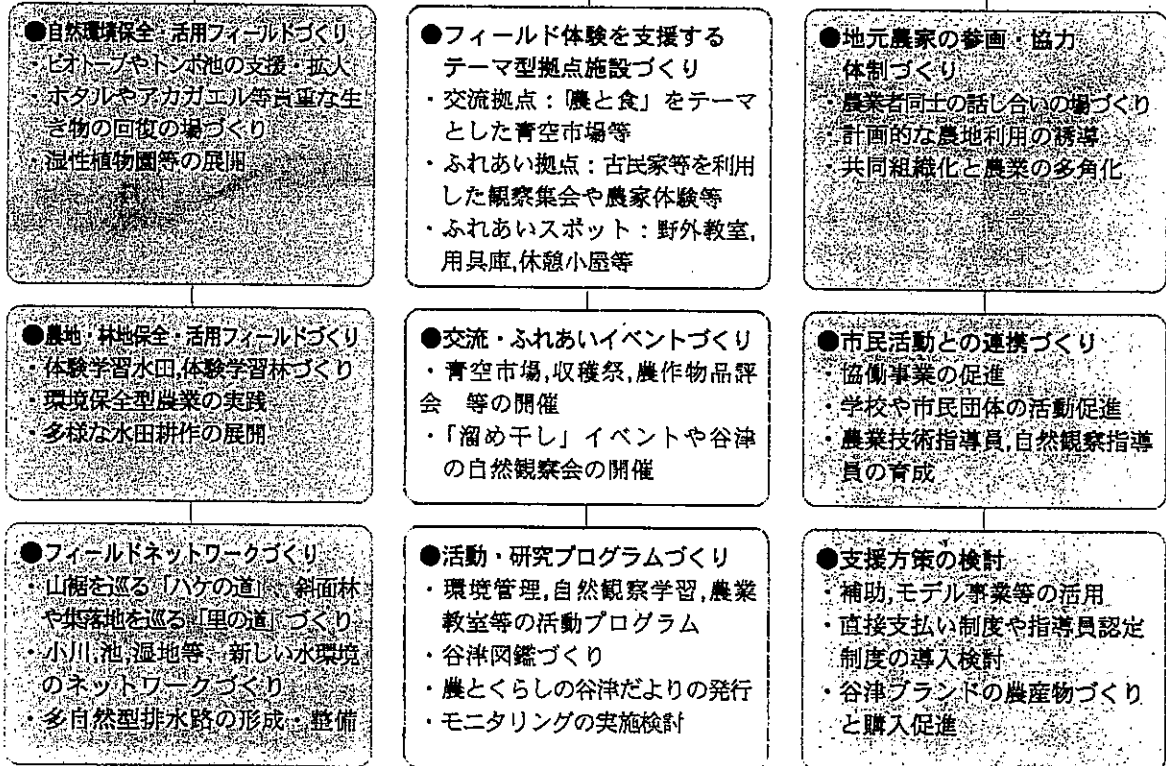 ●自然環境保全・活用フィールドづくり
・ビオトープやトンボ池の支援・拡大
・ホタルやアカガエル等貴重な生
き物の回復の場づくり
・湿性植物園等の展開
●農地・林地保全・活用フィールドづくり
・体験学習水田,体験学習林づくり
・環境保全型農業の実践
・多様な水田耕作の展開
●フィールドネットワークづくり
・山裾を巡る「ハケの道」、斜面林
や集落地を巡る「里の道」づくり
・小川,池,湿地等、新しい水環境
のネットワークづくり
・多自然型排水路の形成・整備
●フィールド体験を支援する
テーマ型拠点施設づくり
・交流拠点：「農と食」をテーマ
とした青空市場等
・ふれあい拠点：古民家等を利用
した観察集会や農家体験等
・ふれあいスポット：野外教室,
用具庫,休憩小屋等
●交流・ふれあいイベントづくり
・青空市場,収穫祭,農作物品評
会　等の開催
・「溜め干し」イベントや谷津
の自然観察会の開催
●活動・研究プログラムづくり
・環境管理,自然観察学習,農業
教室等の活動プログラム
・谷津図鑑づくり
・農とくらしの谷津だよりの発行
・モニタリングの実施検討
●地元農家の参画・協力
体制づくり
・農業者同士の話し合いの場づくり
・計画的な農地利用の誘導
・共同組織化と農業の多角化
●市民活動との連携づくり
・協働事業の促進
・学校や市民団体の活動促進
・農業技術指導員,自然観察指導
員の育成
●支援方策の検討
・補助,モデル事業等の活用
・直接支払い制度や指導員認定
制度の導入検討
・谷津ブランドの農産物づくり
と購入促進